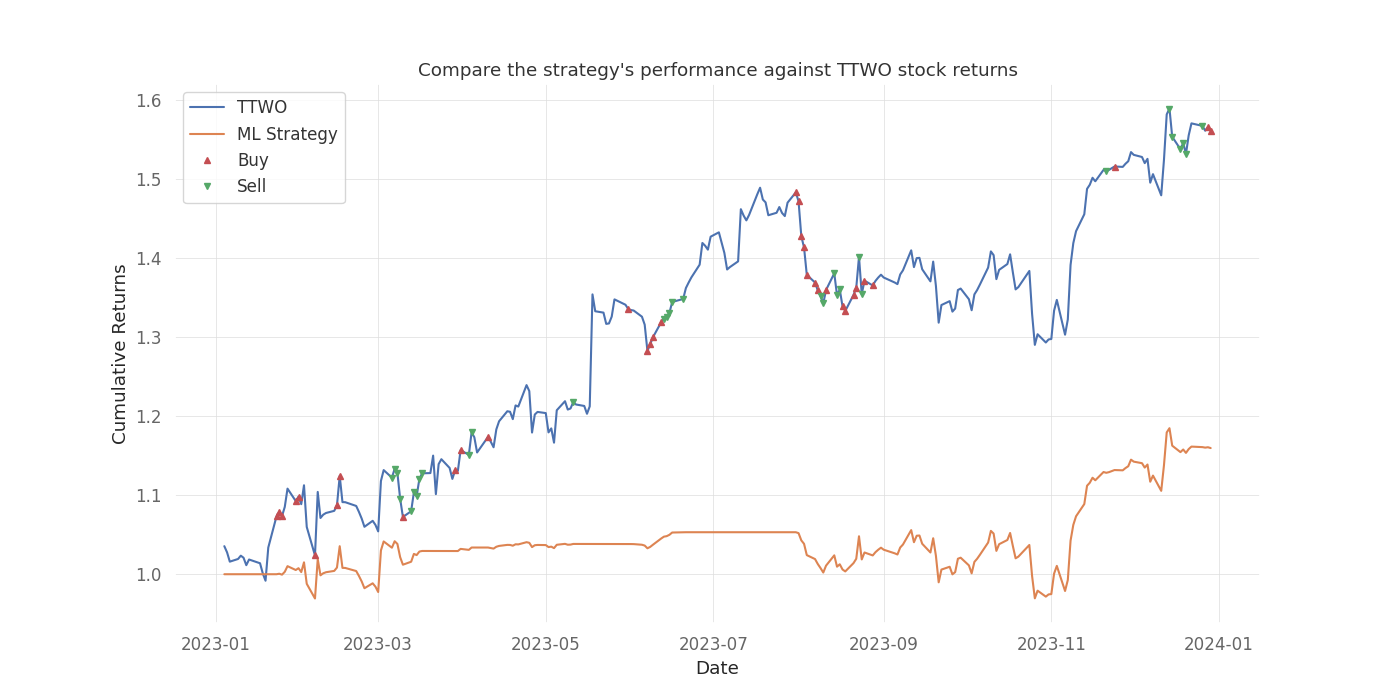 Compare the strategy's performance against TTWO stock returns
TTWO
ML Strategy
Buy
Sell
Cumulative Returns
1.6
1.5
1.4
1.3
1.2
1.1
1.0
2023-01 2023-03 2023-05 2023-07 2023-09 2023-11 2024-01
Date